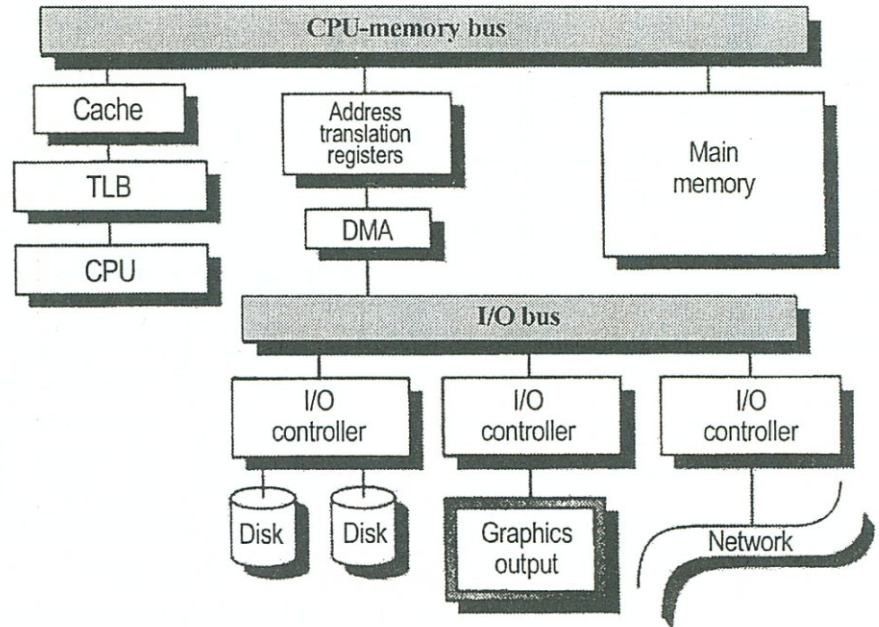 CPU-memory bus
Cache
Address
translation
registers
Main
memory
TLB
DMA
CPU
I/O bus
I/O
controller
I/O
controller
I/O
controller
Disk
Disk
Graphics
output
Network